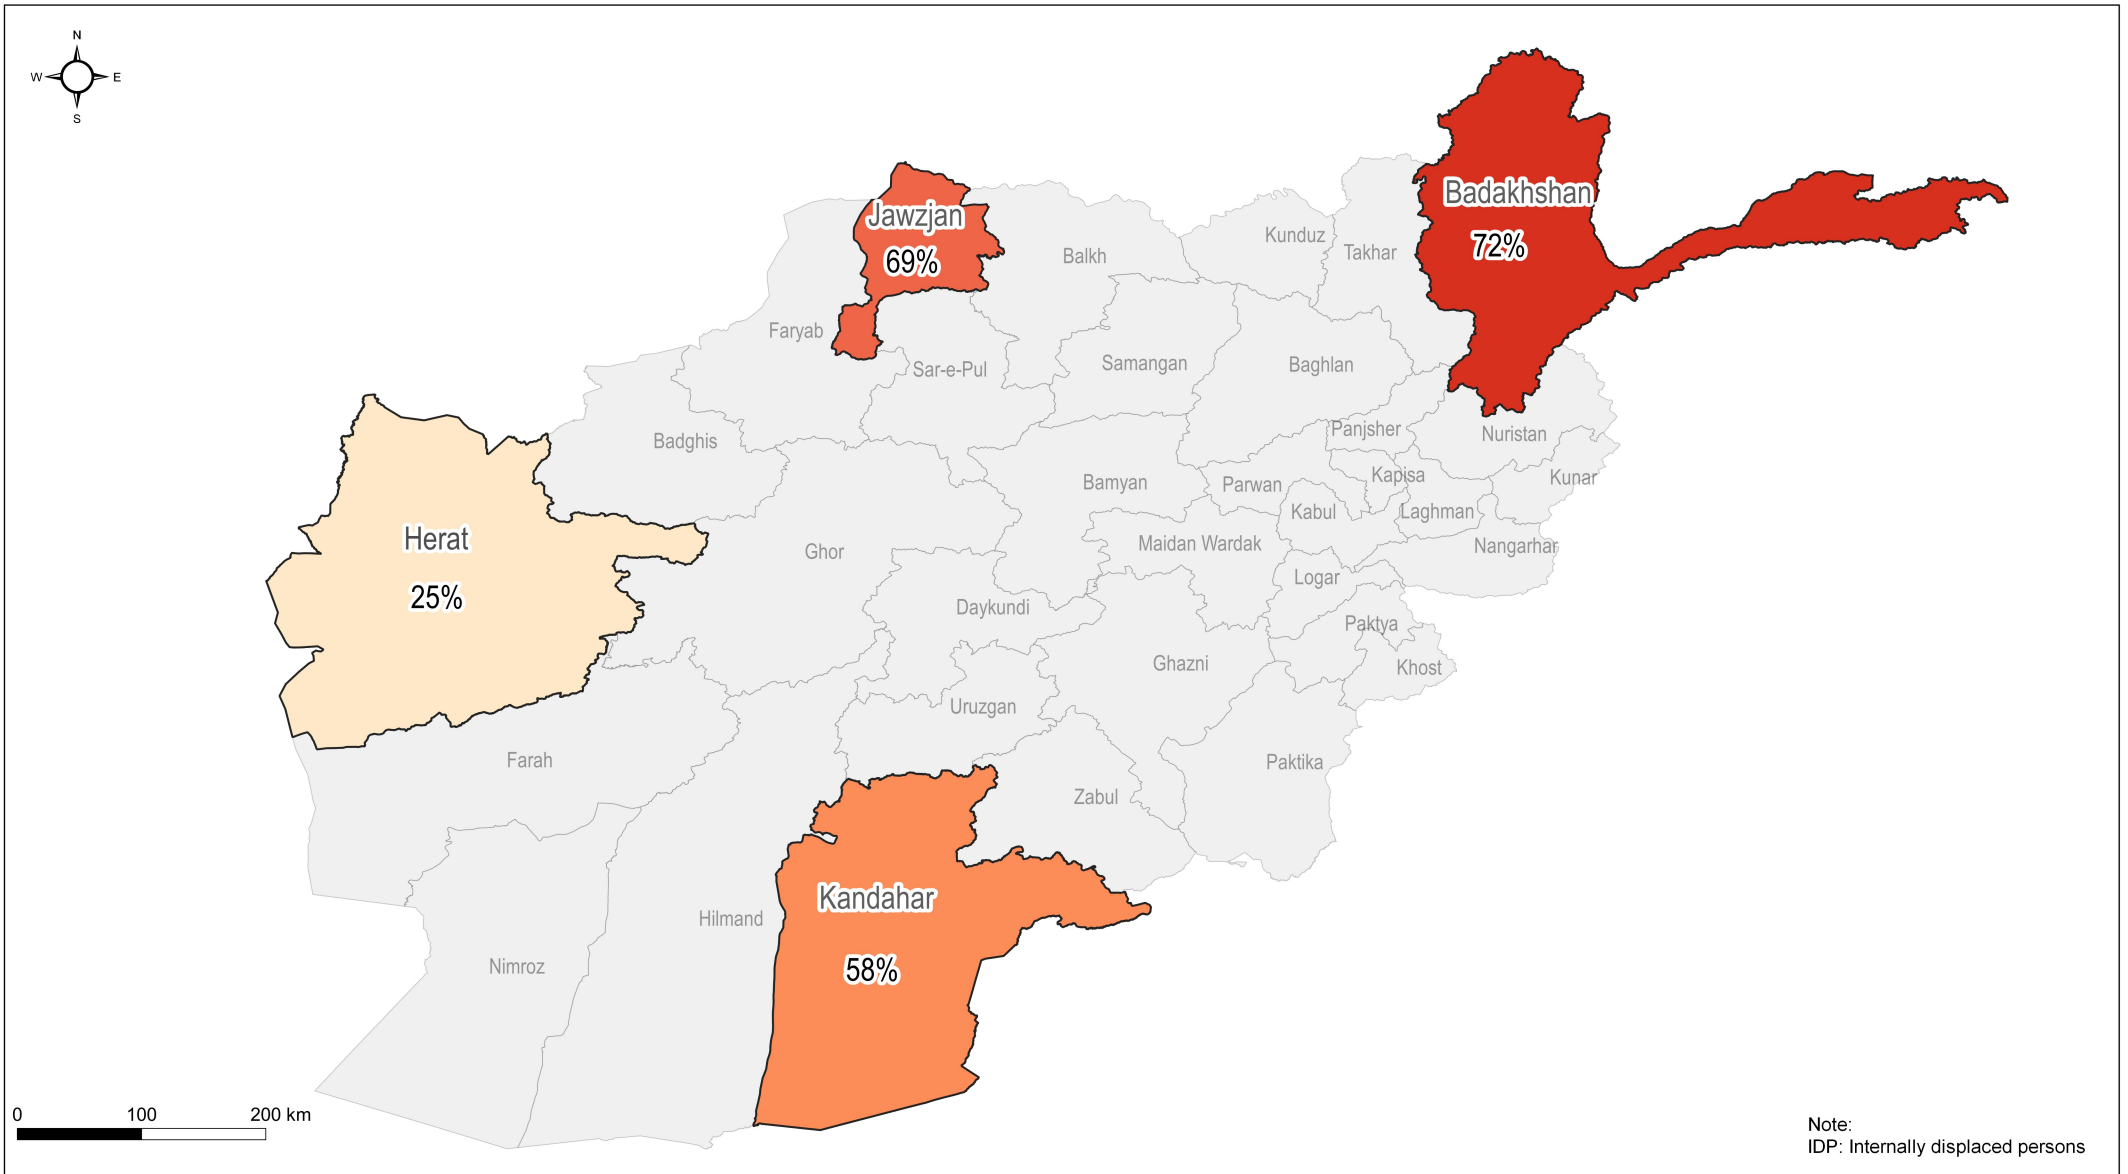 N
W E
S
Badakhshan
72%
Jawzjan
69%
Kunduz
Takhar
Balkh
Faryab
Sar-e-Pul
Samangan
Baghlan
Badghis
Panjsher
Nuristan
Kapisa
Kunar
Bamyan
Parwan
Kabul
Laghman
Herat
25%
Ghor
Maidan Wardak
Nangarhar
Logar
Daykundi
Paktya
Ghazni
Khost
Uruzgan
Farah
Paktika
Zabul
Kandahar
58%
Hilmand
Nimroz
0 100 200 km
Note:
IDP: Internally displaced persons